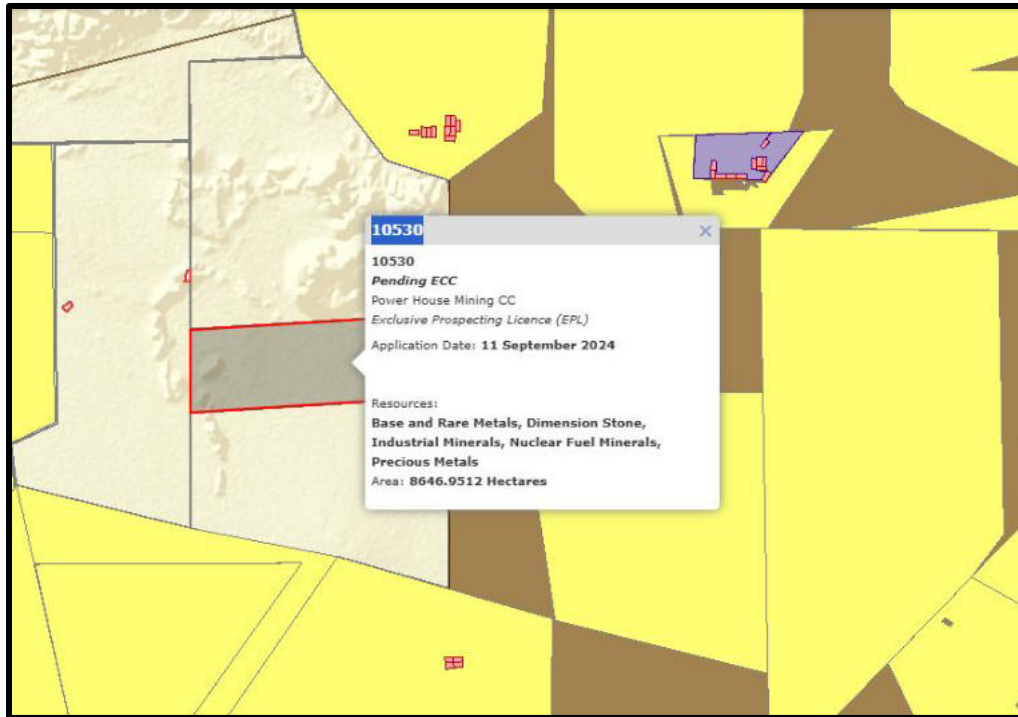 10530
10530
Pending ECC
Power House Mining CC
Exclusive Prospecting Licence (EPL)
Application Date: 11 September 2024
Resources:
Base and Rare Metals, Dimension Stone,
Industrial Minerals, Nuclear Fuel Minerals,
Precious Metals
Area: 8646.9512 Hectares